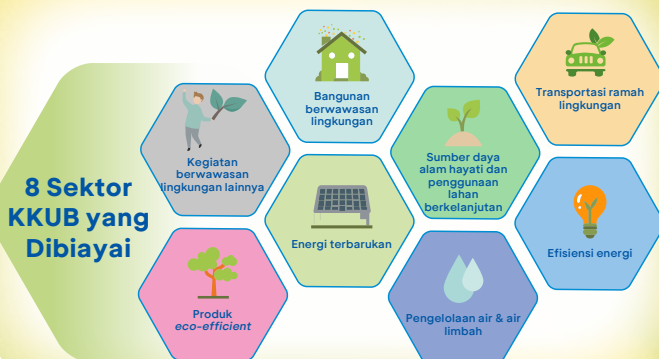 8 Sektor
KKUB yang
Dibiayai
Kegiatan
berwawasan
lingkungan lainnya
Bangunan
berwawasan
lingkungan
Sumber daya
alam hayati dan
penggunaan
lahan
berkelanjutan
Transportasi ramah
lingkungan
Produk
eco-efficient
Energi terbarukan
Pengelolaan air & air
limbah
Efisiensi energi